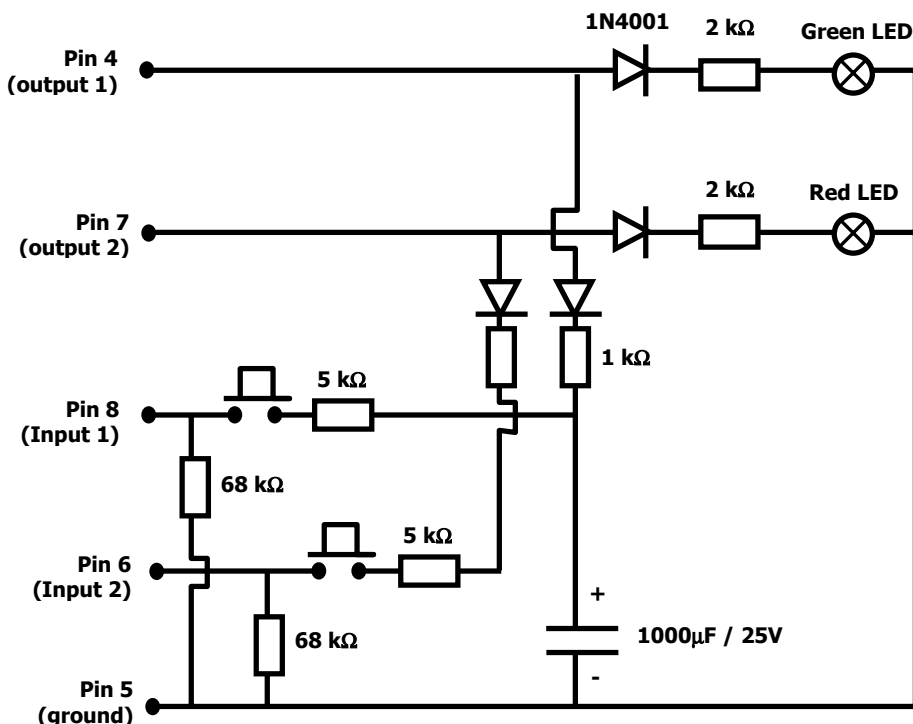 1N4001
2 kΩ
Green LED
Pin 4
(output 1)
2 kΩ
Red LED
Pin 7
(output 2)
1 kΩ
5 kΩ
Pin 8
(Input 1)
68 kΩ
5 kΩ
Pin 6
(Input 2)
+
68 kΩ
1000μF / 25V
-
Pin 5
(ground)